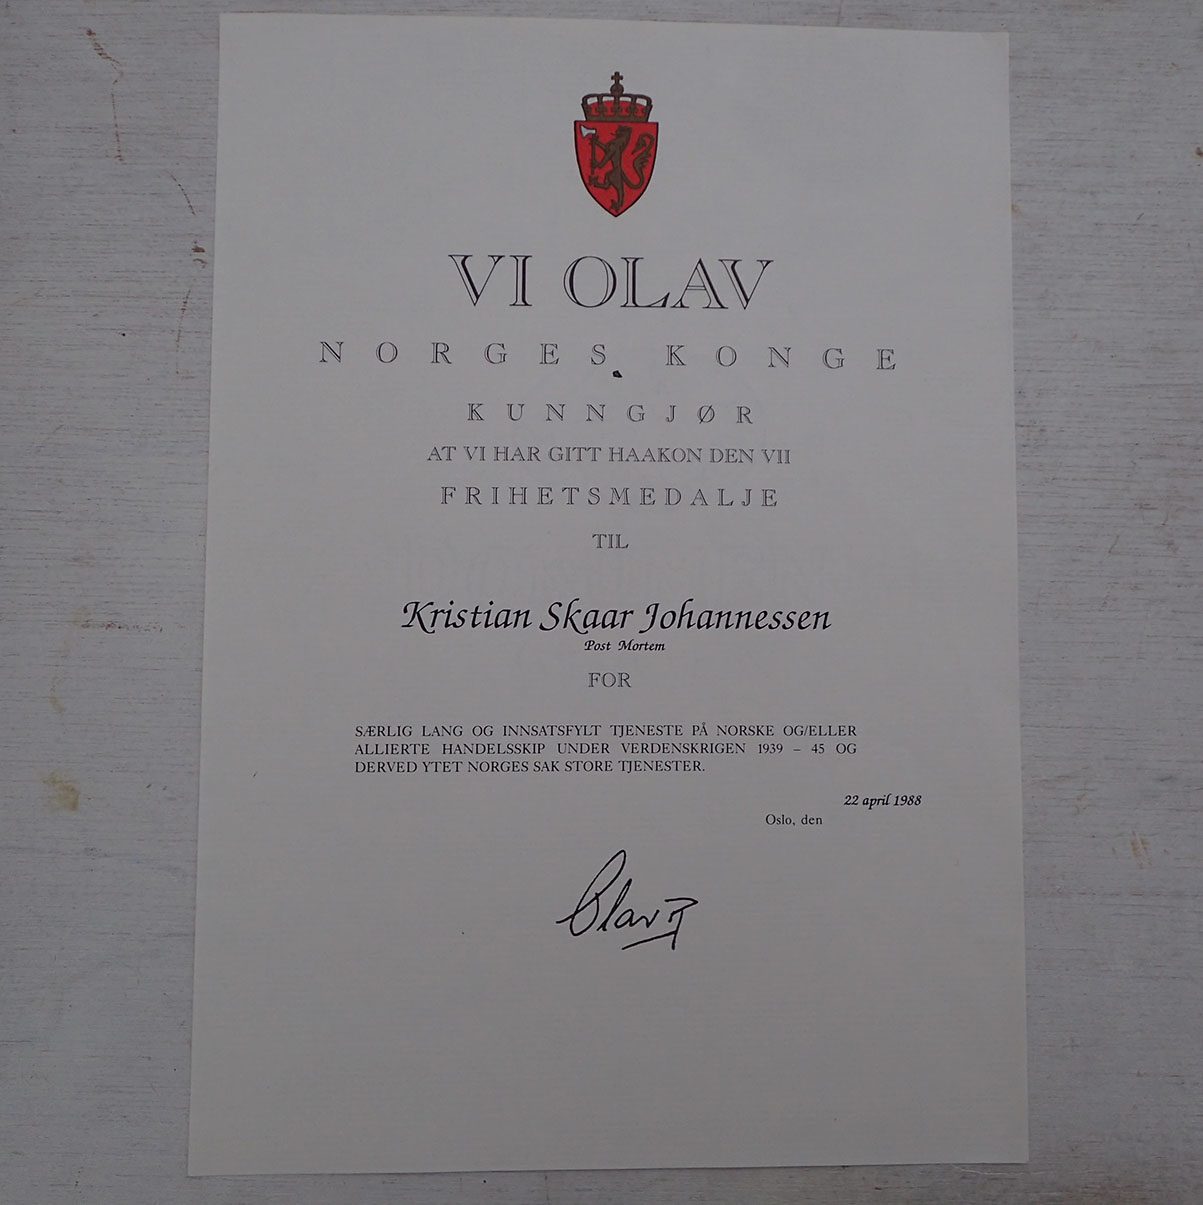 VI OLAV
NORGES KONGE
KUNNGJØR
AT VI HAR GITT HAAKON DEN VII
FRIHETSMEDALJE
TIL
Kristian Skaar Johannessen
Post Mortem
FOR
SÆRLIG LANG OG INNSATSFYLT TJENESTE PÅ NORSKE OG/ELLER
ALLIERTE HANDELSSKIP UNDER VERDENSKRIGEN 1939 – 45 OG
DERVED YTET NORGES SAK STORE TJENESTER.
22 april 1988
Oslo, den
Olav R